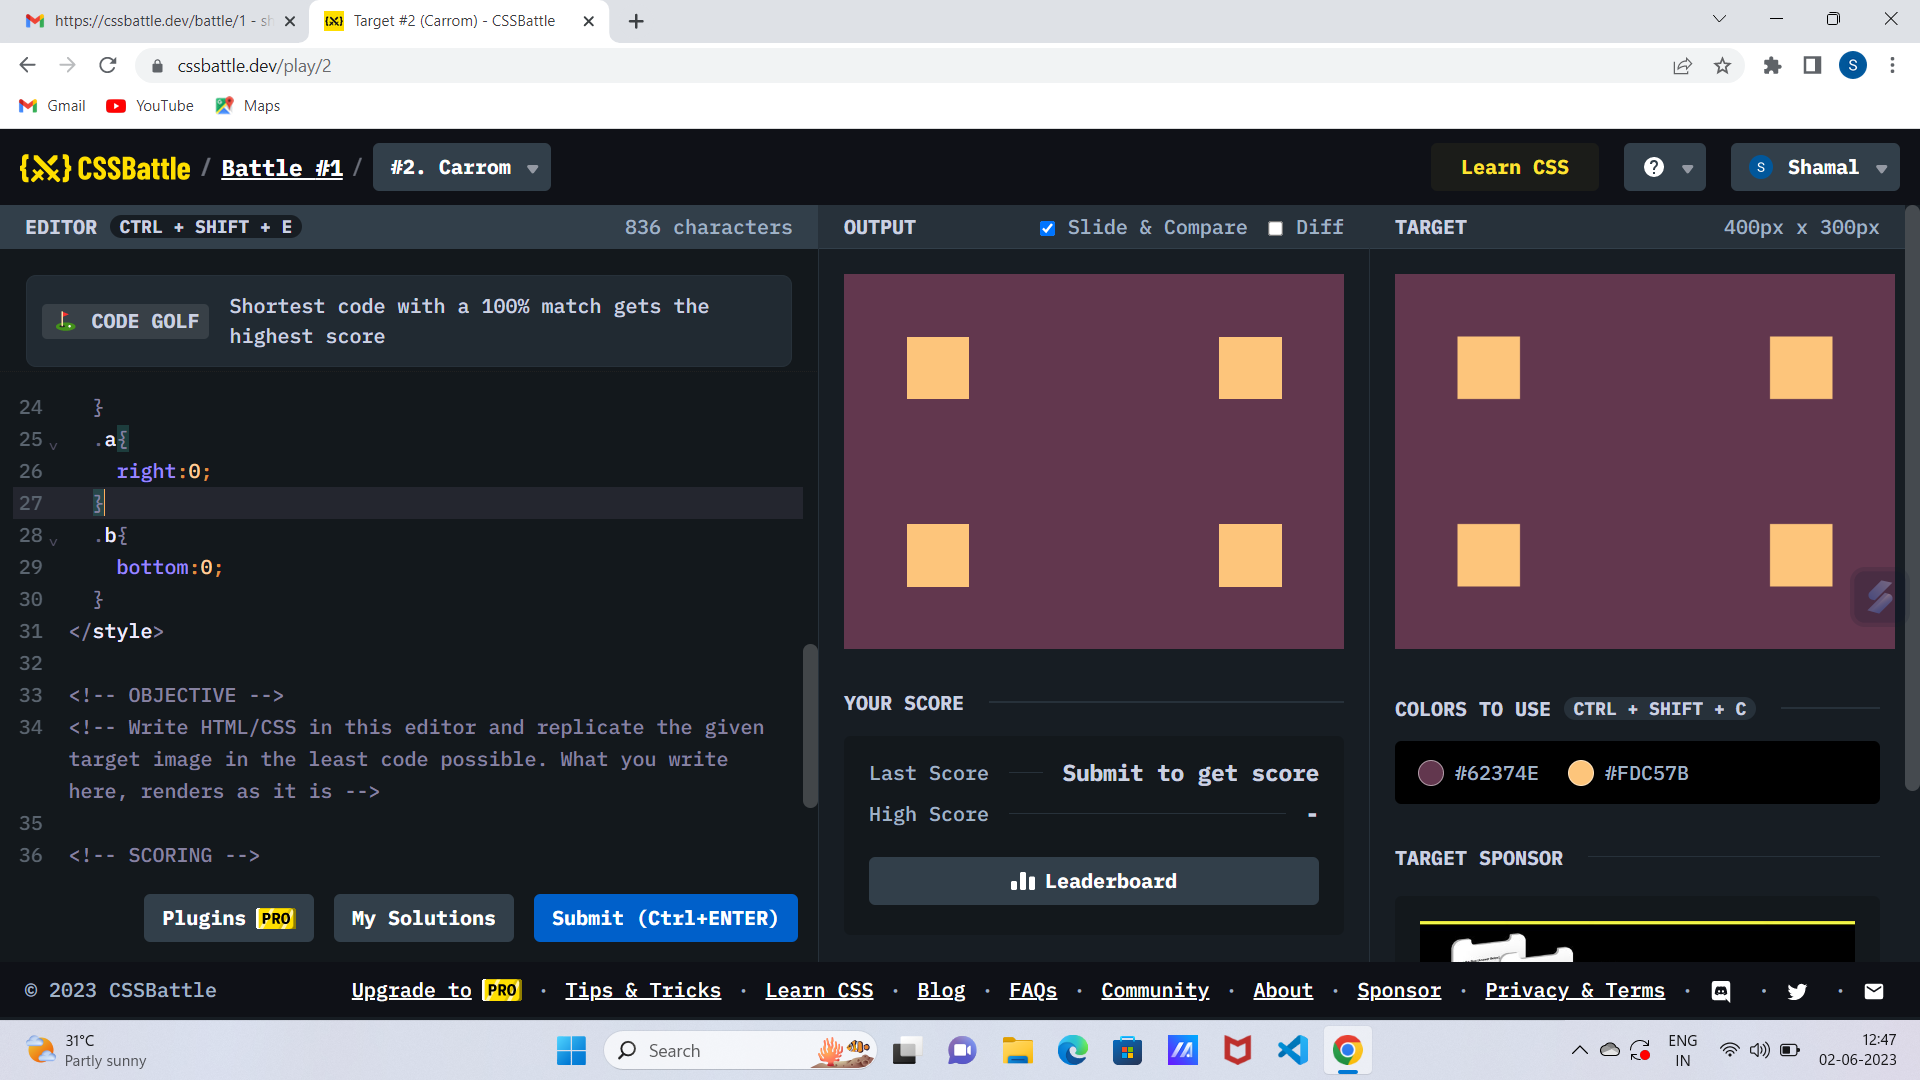 https://cssbattle.dev/battle/1 - sh
Target #2 (Carrom) - CSSBattle
cssbattle.dev/play/2
S
Gmail
YouTube
Maps
{X} CSSBattle / Battle #1 / #2. Carrom
Learn CSS
?
S Shamal
EDITOR CTRL + SHIFT + E 836 characters
OUTPUT Slide & Compare Diff
TARGET 400px x 300px
CODE GOLF
Shortest code with a 100% match gets the
highest score
24 }
25 .a{
26 right:0;
27 }
28 .b{
29 bottom:0;
30 }
31 </style>
32
33 <!-- OBJECTIVE -->
34 <!-- Write HTML/CSS in this editor and replicate the given
target image in the least code possible. What you write
here, renders as it is -->
35
36 <!-- SCORING -->
Plugins PRO
My Solutions
Submit (Ctrl+ENTER)
YOUR SCORE
Last Score Submit to get score
High Score -
Leaderboard
COLORS TO USE CTRL + SHIFT + C
#62374E #FDC57B
TARGET SPONSOR
© 2023 CSSBattle
Upgrade to PRO · Tips & Tricks · Learn CSS · Blog · FAQs · Community · About · Sponsor · Privacy & Terms
31°C
Partly sunny
Search
ENG
IN
12:47
02-06-2023